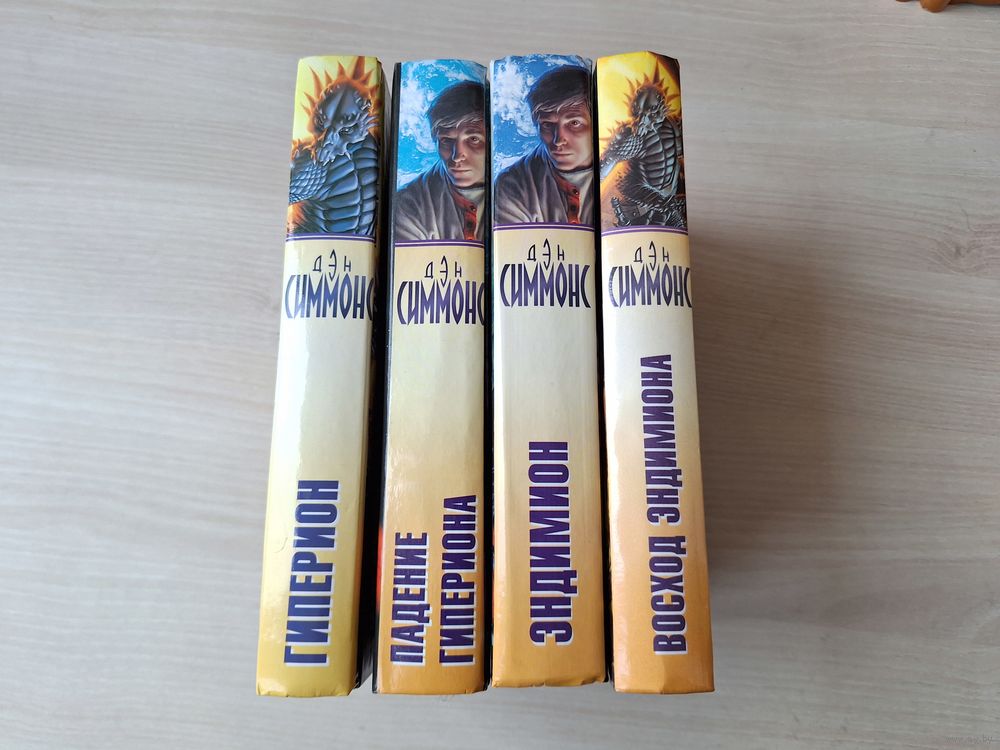 ДЭН
СИММОНС
ГИПЕРИОН
ДЭН
СИММОНС
ПАДЕНИЕ
ГИПЕРИОНА
ДЭН
СИММОНС
ЭНДИМИОН
ДЭН
СИММОНС
ВОСХОД ЭНДИМИОНА